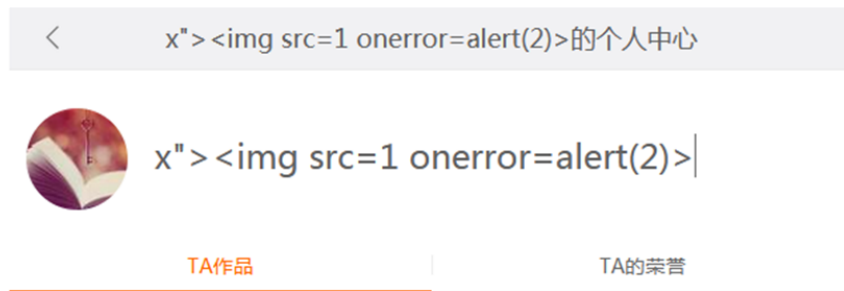 x"><img src=1 onerror=alert(2)>的个人中心
x"><img src=1 onerror=alert(2)>
TA作品 TA的荣誉